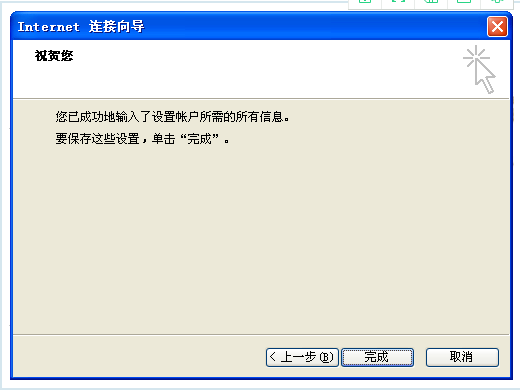 Internet 连接向导
祝贺您
您已成功地输入了设置帐户所需的所有信息。
要保存这些设置，单击“完成”。
< 上一步(B)
完成
取消